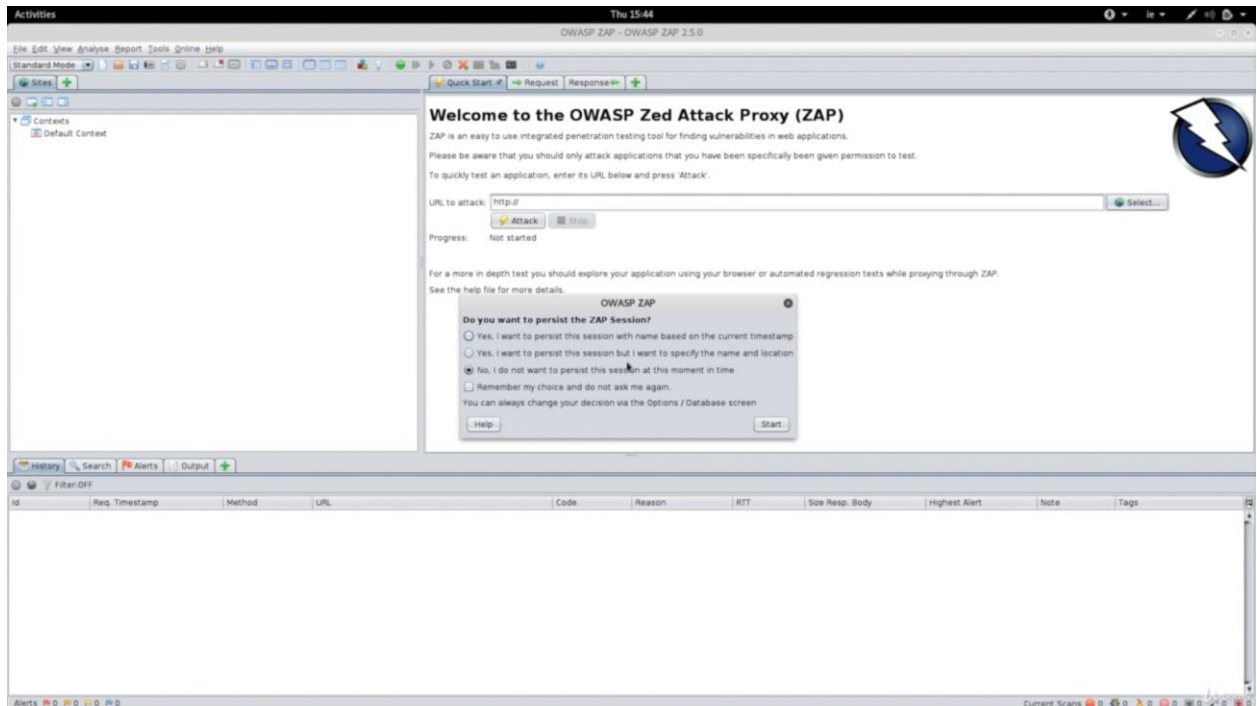 Activities
Thu 15:44
OWASP ZAP - OWASP ZAP 2.5.0
File Edit View Analyse Report Tools Online Help
Standard Mode
Sites
Quick Start
Request
Response
Contexts
Default Context
Welcome to the OWASP Zed Attack Proxy (ZAP)
ZAP is an easy to use integrated penetration testing tool for finding vulnerabilities in web applications.
Please be aware that you should only attack applications that you have been specifically been given permission to test.
To quickly test an application, enter its URL below and press 'Attack'.
URL to attack: http://
Select...
Attack
Stop
Progress: Not started
For a more in depth test you should explore your application using your browser or automated regression tests while proxying through ZAP.
See the help file for more details.
OWASP ZAP
Do you want to persist the ZAP Session?
Yes, I want to persist this session with name based on the current timestamp
Yes, I want to persist this session but I want to specify the name and location
No, I do not want to persist this session at this moment in time
Remember my choice and do not ask me again.
You can always change your decision via the Options / Database screen
Help
Start
History
Search
Alerts
Output
Filter:OFF
Id
Req. Timestamp
Method
URL
Code
Reason
RTT
Size Resp. Body
Highest Alert
Note
Tags
Alerts 0 0 0 0
Current Scans 0 0 0 0 0